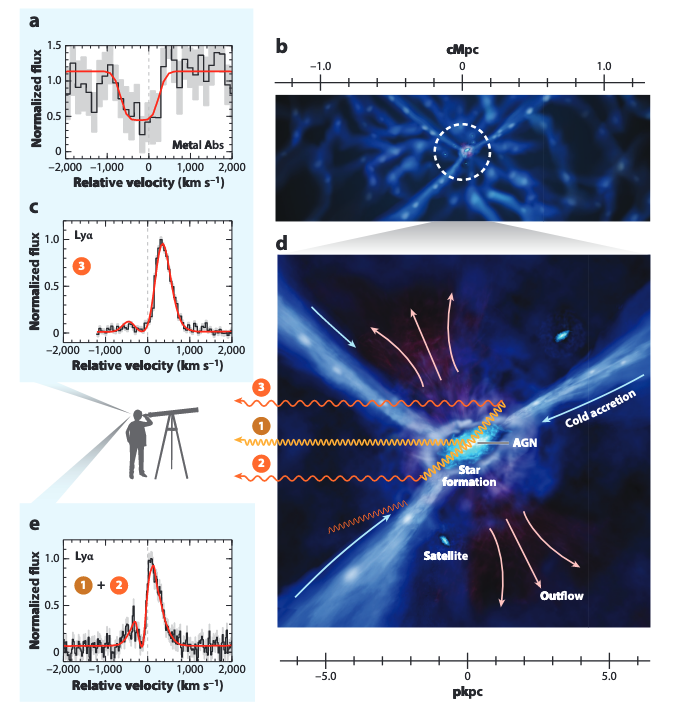 a
Normalized flux
1.5
1.0
0.5
0
Metal Abs
−2,000 −1,000 0 1,000 2,000
Relative velocity (km s⁻¹)
b
cMpc
−1.0 0 1.0
c
Normalized flux
Lyα
3
1.0
0.5
0
−2,000 −1,000 0 1,000 2,000
Relative velocity (km s⁻¹)
d
3
1
2
Cold accretion
AGN
Star
formation
Satellite
Outflow
−5.0 0 5.0
pkpc
e
Normalized flux
Lyα
1 + 2
1.0
0.5
0
−2,000 −1,000 0 1,000 2,000
Relative velocity (km s⁻¹)